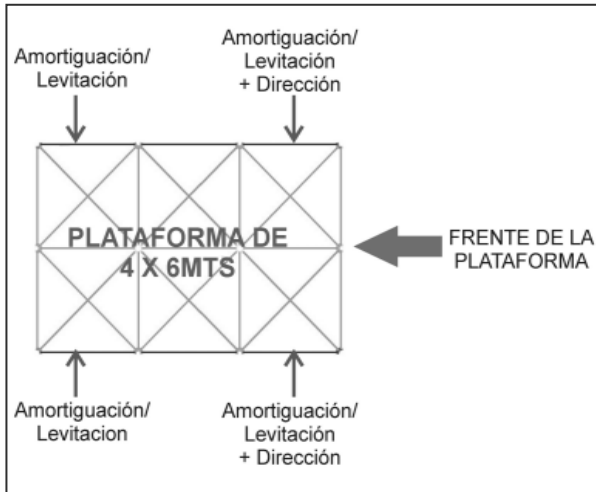 Amortiguación/
Levitación
Amortiguación/
Levitación
+ Dirección
PLATAFORMA DE
4 X 6MTS
FRENTE DE LA
PLATAFORMA
Amortiguación/
Levitacion
Amortiguación/
Levitación
+ Dirección